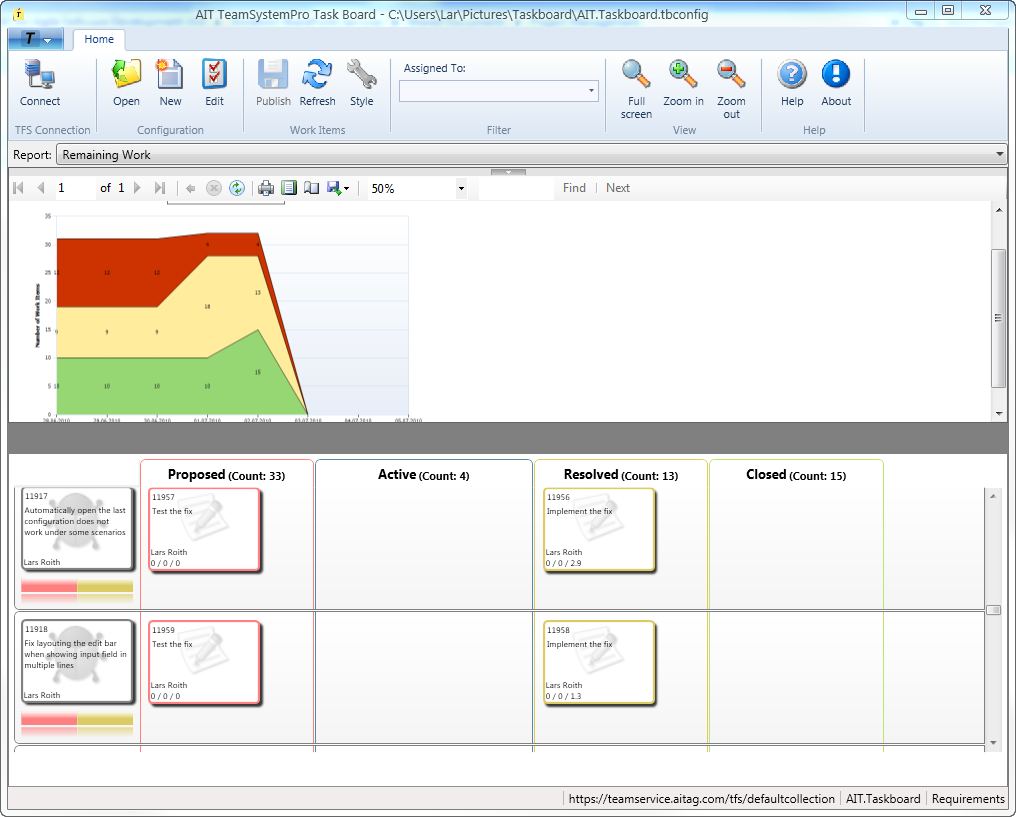 AIT TeamSystemPro Task Board - C:\Users\Lar\Pictures\Taskboard\AIT.Taskboard.tbconfig
T
Home
Connect
Open
New
Edit
Publish
Refresh
Style
Assigned To:
Full screen
Zoom in
Zoom out
Help
About
TFS Connection
Configuration
Work Items
Filter
View
Help
Report: Remaining Work
1 of 1
50%
Find | Next
Number of Work Items
35
30
25
20
15
10
5
0
12
12
4
9
9
18
13
10
10
10
15
29.06.2010
30.06.2010
01.07.2010
02.07.2010
03.07.2010
04.07.2010
05.07.2010
Proposed (Count: 33)
Active (Count: 4)
Resolved (Count: 13)
Closed (Count: 15)
11917
Automatically open the last
configuration does not
work under some scenarios
Lars Roith
11957
Test the fix
Lars Roith
0 / 0 / 0
11956
Implement the fix
Lars Roith
0 / 0 / 2.9
11918
Fix layouting the edit bar
when showing input field in
multiple lines
Lars Roith
11959
Test the fix
Lars Roith
0 / 0 / 0
11958
Implement the fix
Lars Roith
0 / 0 / 1.3
https://teamservice.aitag.com/tfs/defaultcollection
AIT.Taskboard
Requirements